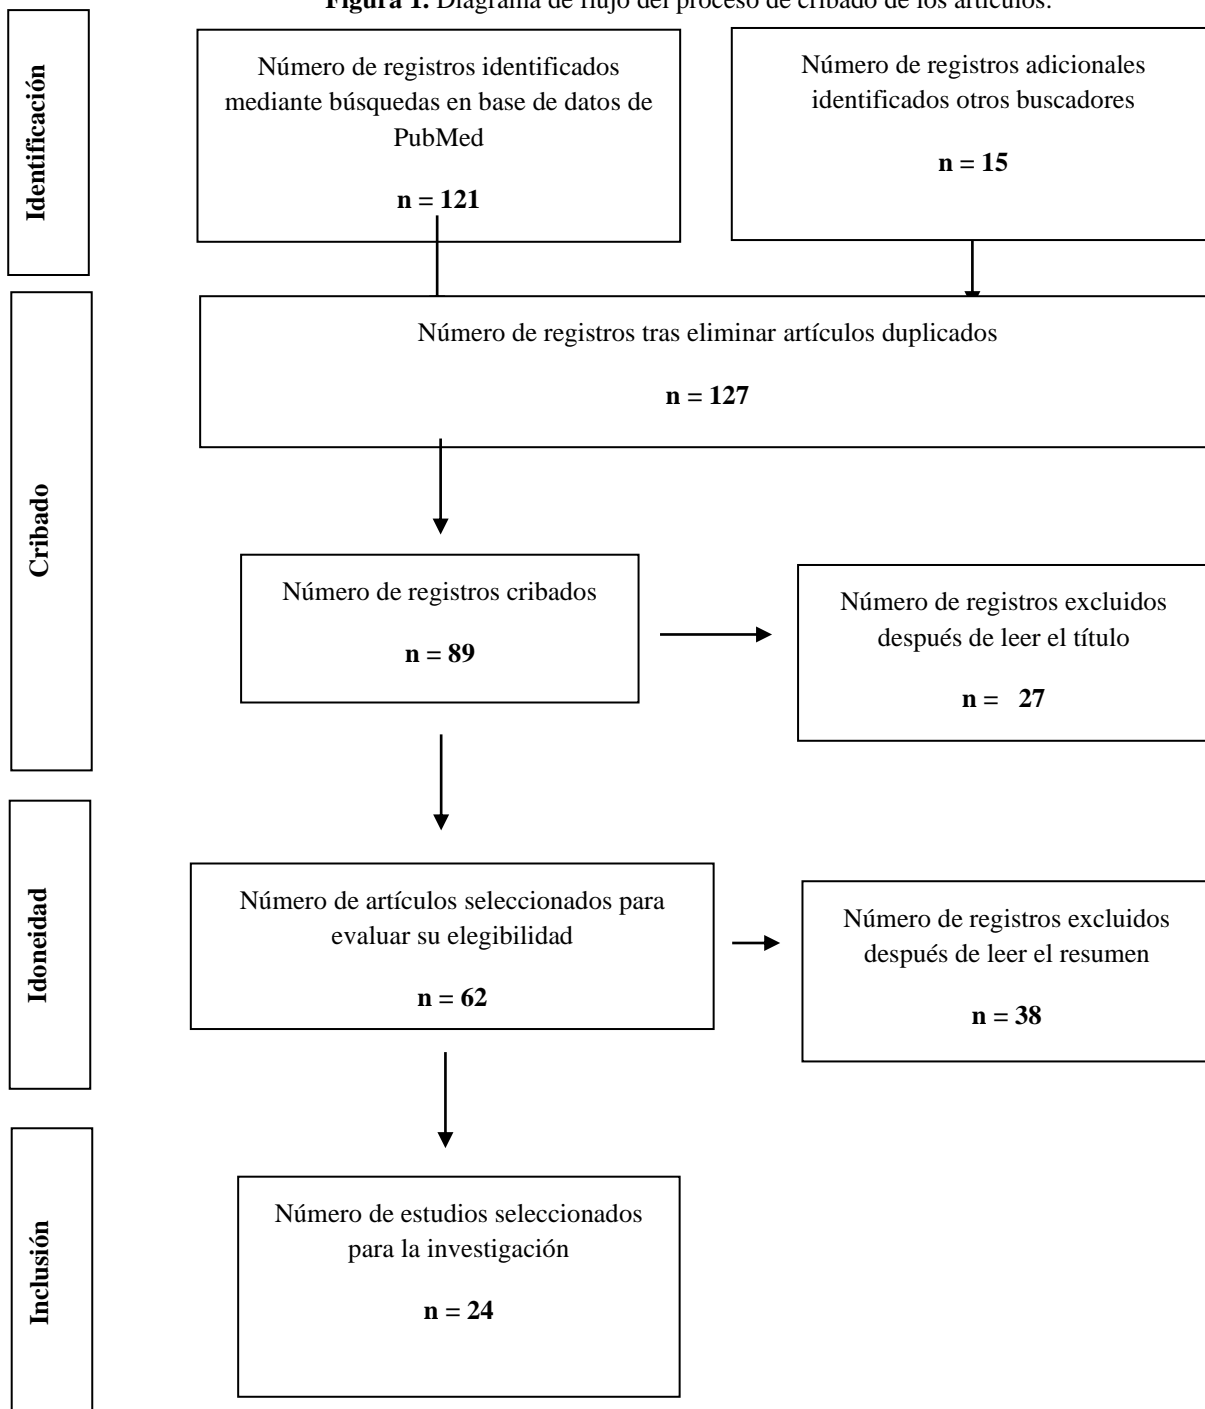 Figura 1. Diagrama de flujo del proceso de cribado de los artículos.
Identificación
Número de registros identificados
mediante búsquedas en base de datos de
PubMed
n = 121
Número de registros adicionales
identificados otros buscadores
n = 15
Cribado
Número de registros tras eliminar artículos duplicados
n = 127
Número de registros cribados
n = 89
Número de registros excluidos
después de leer el título
n =   27
Idoneidad
Número de artículos seleccionados para
evaluar su elegibilidad
n = 62
Número de registros excluidos
después de leer el resumen
n = 38
Inclusión
Número de estudios seleccionados
para la investigación
n = 24